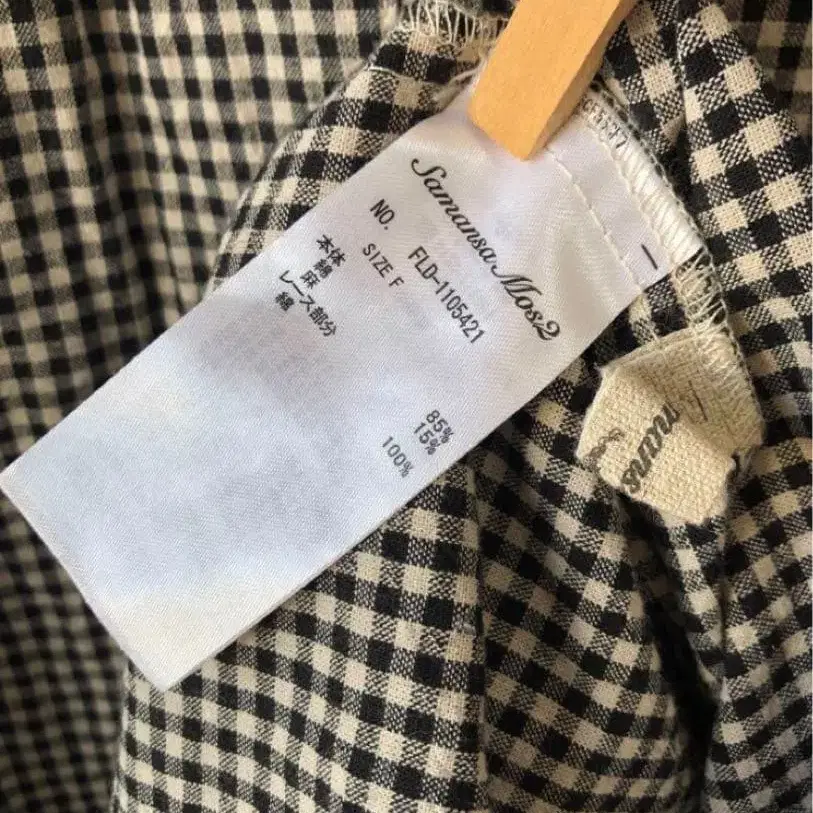 Samansa Mos2
NO. FLD-1105421
SIZE F
本体
綿 85%
麻 15%
レース部分
綿 100%